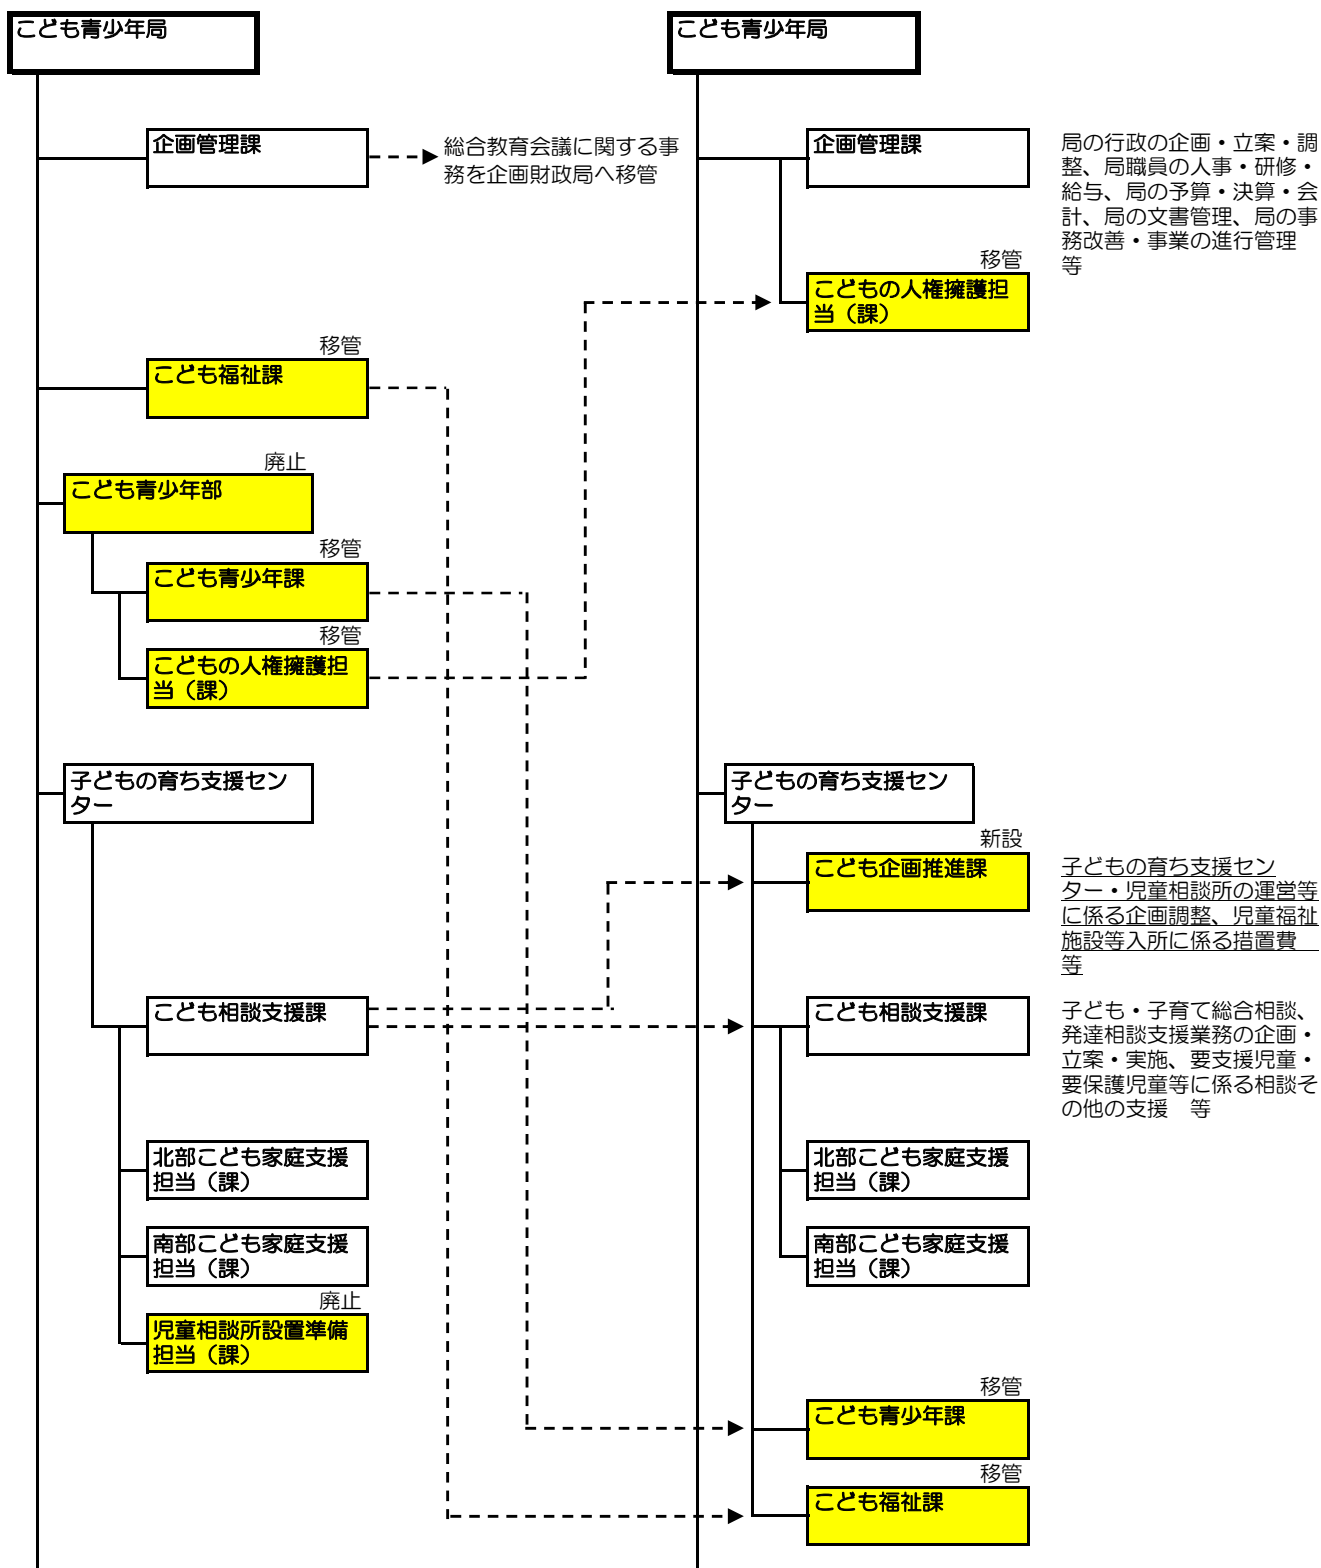 こども青少年局
企画管理課
総合教育会議に関する事
務を企画財政局へ移管
移管
こども福祉課
廃止
こども青少年部
移管
こども青少年課
移管
こどもの人権擁護担
当（課）
子どもの育ち支援セン
ター
こども相談支援課
北部こども家庭支援
担当（課）
南部こども家庭支援
担当（課）
廃止
児童相談所設置準備
担当（課）
こども青少年局
企画管理課
局の行政の企画・立案・調
整、局職員の人事・研修・
給与、局の予算・決算・会
計、局の文書管理、局の事
務改善・事業の進行管理
等
移管
こどもの人権擁護担
当（課）
子どもの育ち支援セン
ター
新設
こども企画推進課
子どもの育ち支援セン
ター・児童相談所の運営等
に係る企画調整、児童福祉
施設等入所に係る措置費
等
こども相談支援課
子ども・子育て総合相談、
発達相談支援業務の企画・
立案・実施、要支援児童・
要保護児童等に係る相談そ
の他の支援　等
北部こども家庭支援
担当（課）
南部こども家庭支援
担当（課）
移管
こども青少年課
移管
こども福祉課